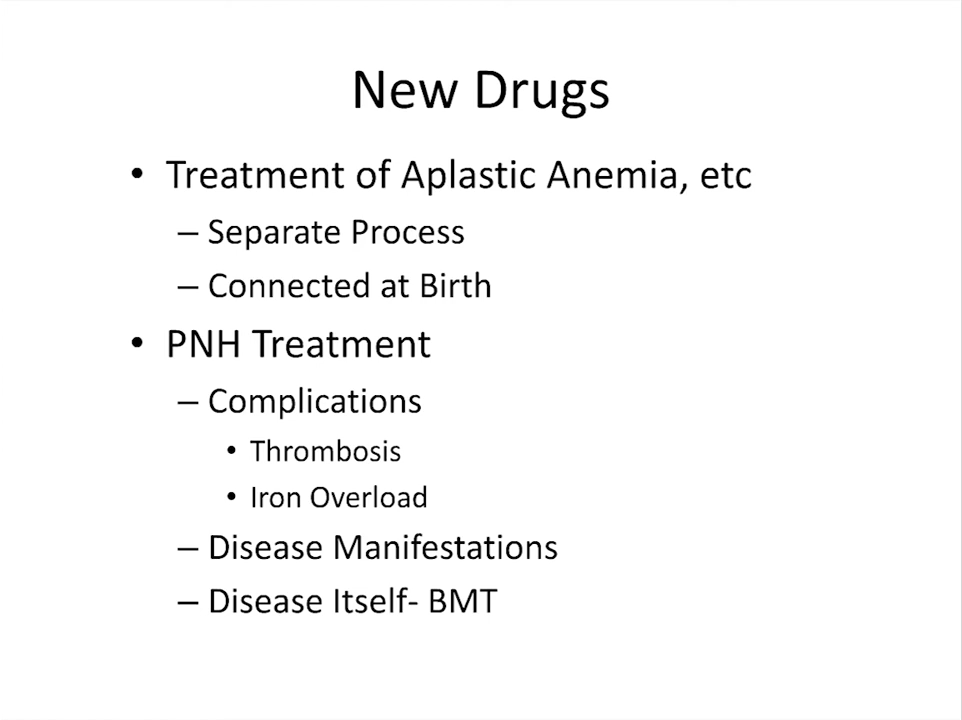 New Drugs
• Treatment of Aplastic Anemia, etc
– Separate Process
– Connected at Birth
• PNH Treatment
– Complications
• Thrombosis
• Iron Overload
– Disease Manifestations
– Disease Itself- BMT